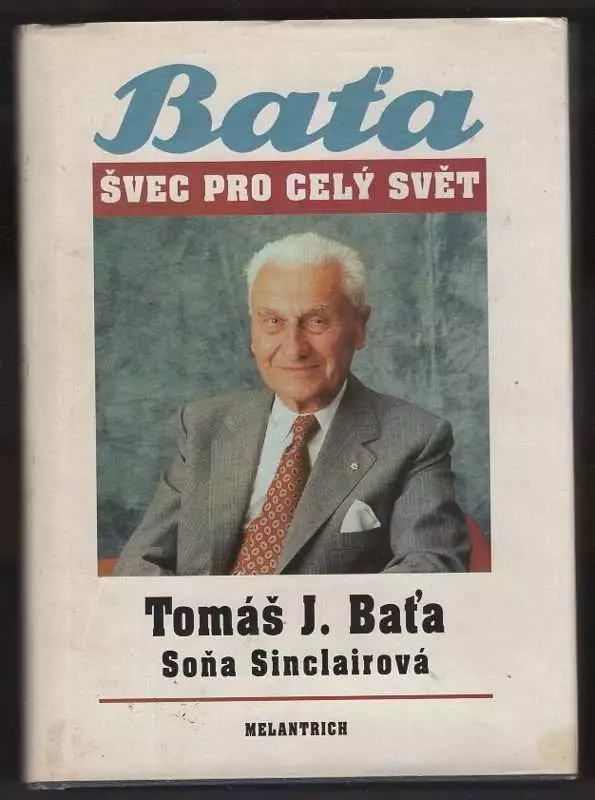 Baťa
ŠVEC PRO CELÝ SVĚT
Tomáš J. Baťa
Soňa Sinclairová
MELANTRICH